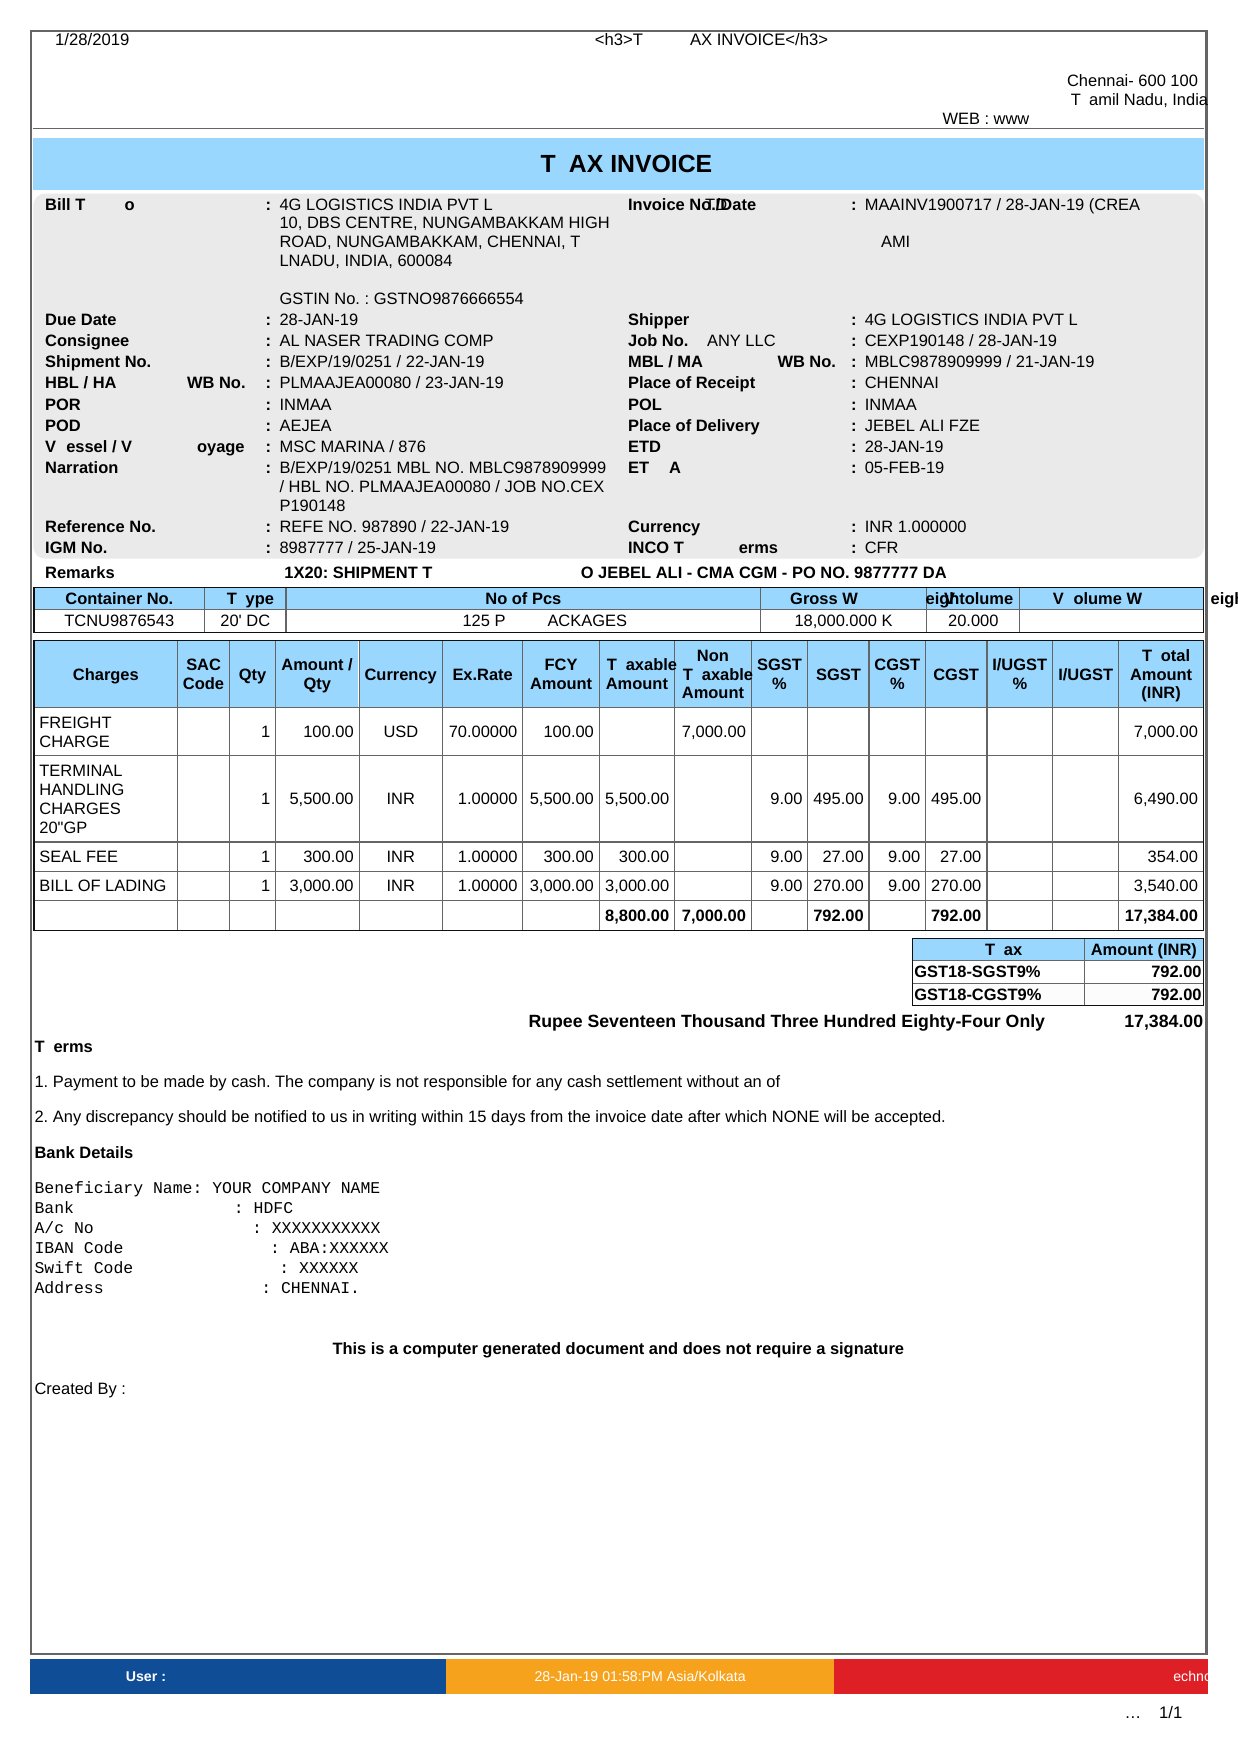 1/28/2019 <h3>T AX INVOICE</h3>
Chennai- 600 100
T amil Nadu, India
WEB : www
T AX INVOICE
Bill T o : 4G LOGISTICS INDIA PVT L Invoice No./Date : MAAINV1900717 / 28-JAN-19 (CREA
10, DBS CENTRE, NUNGAMBAKKAM HIGH
ROAD, NUNGAMBAKKAM, CHENNAI, T AMI
LNADU, INDIA, 600084
GSTIN No. : GSTNO9876666554
Due Date : 28-JAN-19 Shipper : 4G LOGISTICS INDIA PVT L
Consignee : AL NASER TRADING COMP Job No. ANY LLC : CEXP190148 / 28-JAN-19
Shipment No. : B/EXP/19/0251 / 22-JAN-19 MBL / MA WB No. : MBLC9878909999 / 21-JAN-19
HBL / HA WB No. : PLMAAJEA00080 / 23-JAN-19 Place of Receipt : CHENNAI
POR : INMAA POL : INMAA
POD : AEJEA Place of Delivery : JEBEL ALI FZE
V essel / V oyage : MSC MARINA / 876 ETD : 28-JAN-19
Narration : B/EXP/19/0251 MBL NO. MBLC9878909999 ET A : 05-FEB-19
/ HBL NO. PLMAAJEA00080 / JOB NO.CEX
P190148
Reference No. : REFE NO. 987890 / 22-JAN-19 Currency : INR 1.000000
IGM No. : 8987777 / 25-JAN-19 INCO T erms : CFR
Remarks 1X20: SHIPMENT T O JEBEL ALI - CMA CGM - PO NO. 9877777 DA
Container No. T ype No of Pcs Gross W eight V olume V olume W eigh
TCNU9876543 20' DC 125 P ACKAGES 18,000.000 K 20.000
Charges SAC Code Qty Amount / Qty Currency Ex.Rate FCY Amount T axable Amount Non T axable Amount SGST % SGST CGST % CGST I/UGST % I/UGST T otal Amount (INR)
FREIGHT CHARGE 1 100.00 USD 70.00000 100.00 7,000.00 7,000.00
TERMINAL HANDLING CHARGES 20"GP 1 5,500.00 INR 1.00000 5,500.00 5,500.00 9.00 495.00 9.00 495.00 6,490.00
SEAL FEE 1 300.00 INR 1.00000 300.00 300.00 9.00 27.00 9.00 27.00 354.00
BILL OF LADING 1 3,000.00 INR 1.00000 3,000.00 3,000.00 9.00 270.00 9.00 270.00 3,540.00
8,800.00 7,000.00 792.00 792.00 17,384.00
T ax Amount (INR)
GST18-SGST9% 792.00
GST18-CGST9% 792.00
Rupee Seventeen Thousand Three Hundred Eighty-Four Only 17,384.00
T erms
1. Payment to be made by cash. The company is not responsible for any cash settlement without an of
2. Any discrepancy should be notified to us in writing within 15 days from the invoice date after which NONE will be accepted.
Bank Details
Beneficiary Name: YOUR COMPANY NAME
Bank : HDFC
A/c No : XXXXXXXXXXX
IBAN Code : ABA:XXXXXX
Swift Code : XXXXXX
Address : CHENNAI.
This is a computer generated document and does not require a signature
Created By :
User : 28-Jan-19 01:58:PM Asia/Kolkata echno
… 1/1